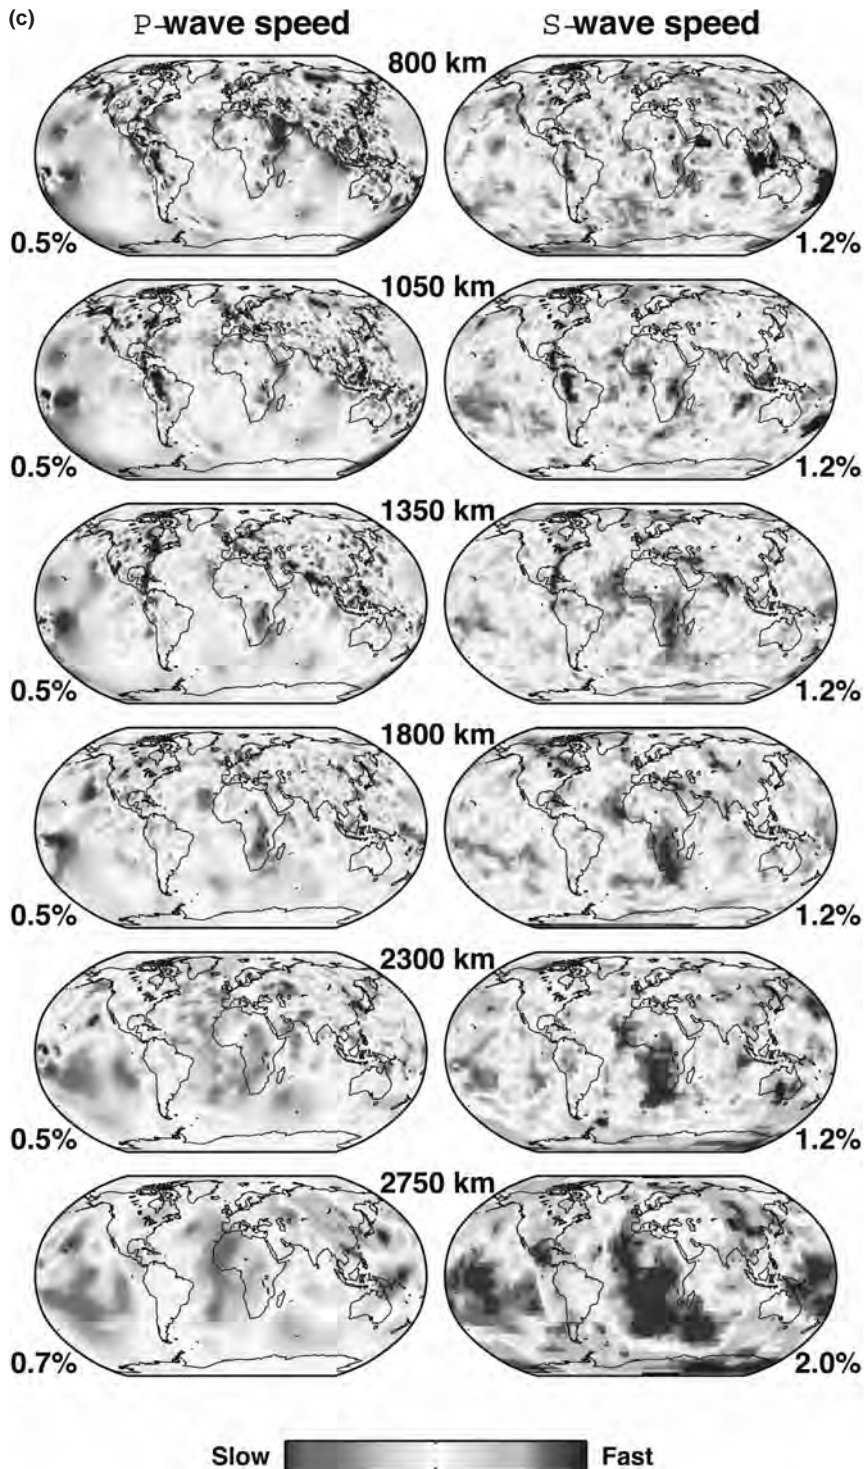 (c)
P-wave speed S-wave speed
800 km
0.5% 1.2%
1050 km
0.5% 1.2%
1350 km
0.5% 1.2%
1800 km
0.5% 1.2%
2300 km
0.5% 1.2%
2750 km
0.7% 2.0%
Slow Fast